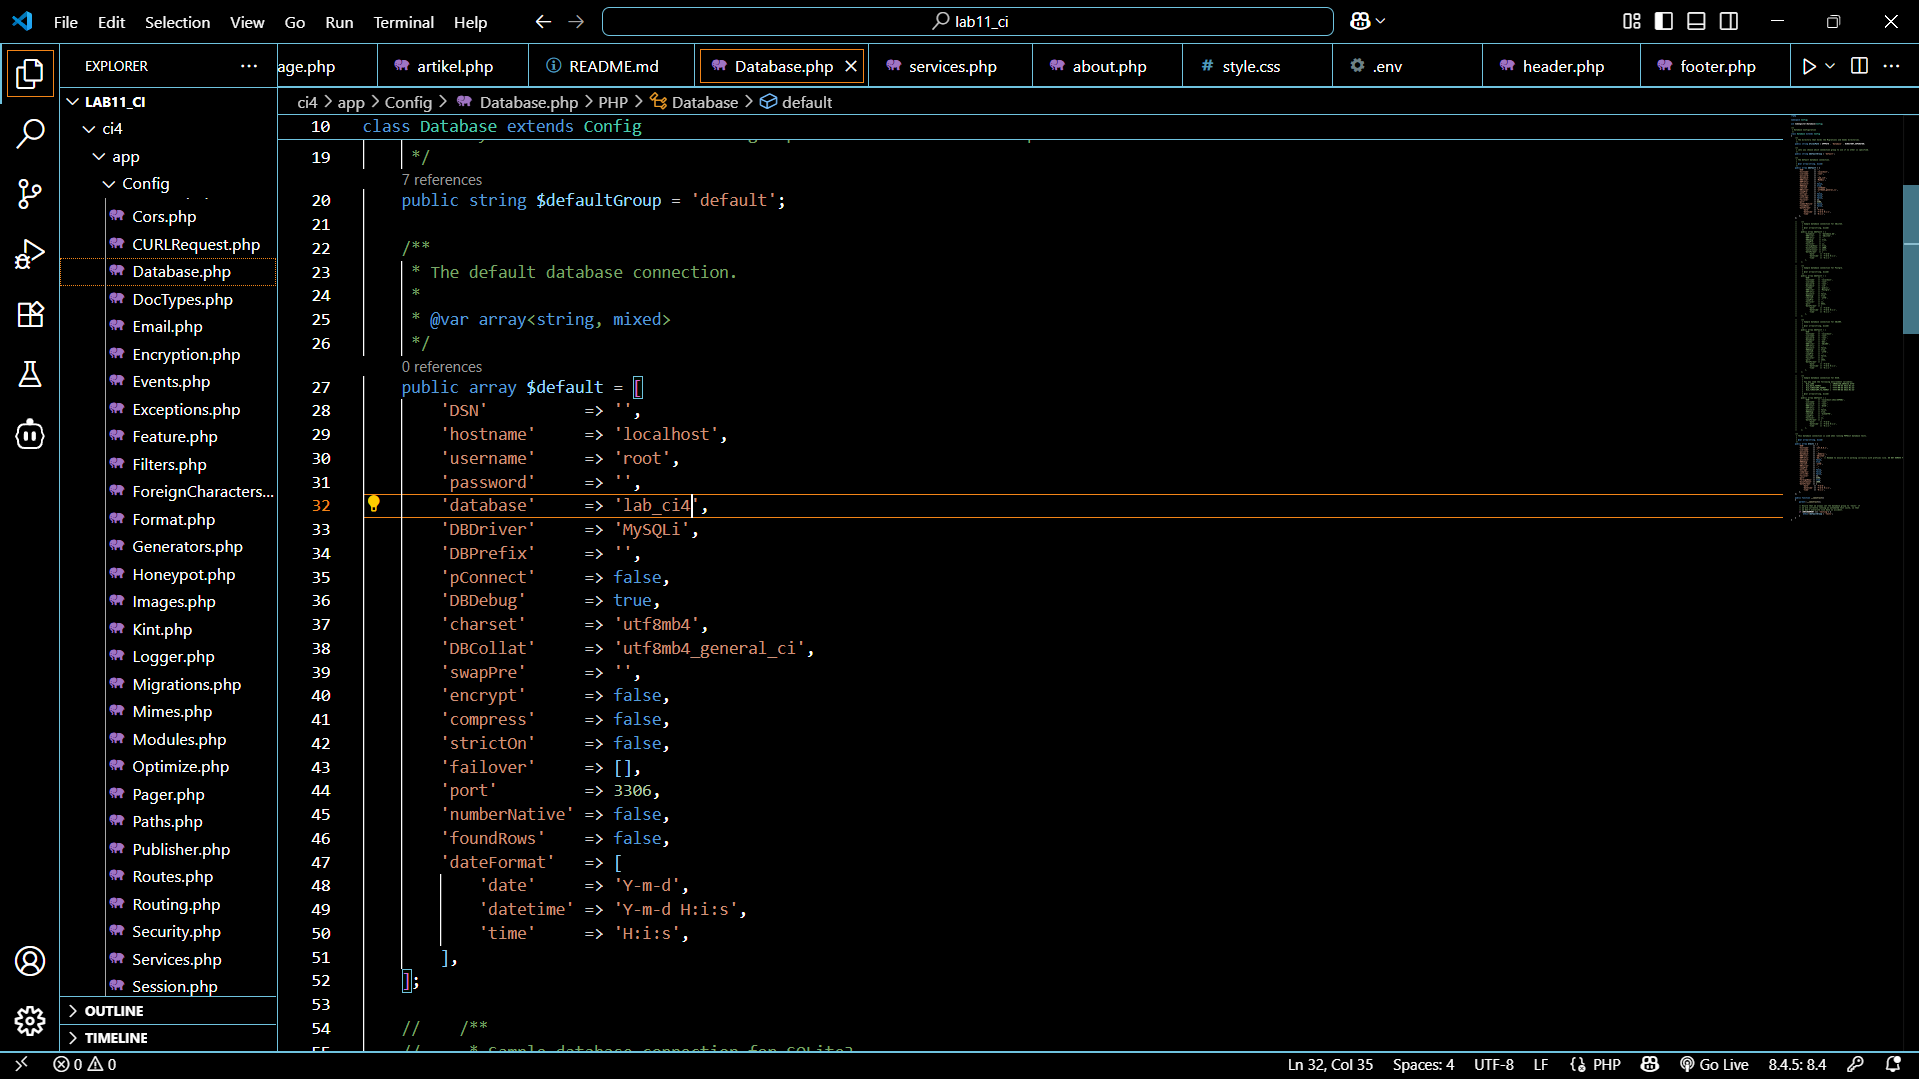 File Edit Selection View Go Run Terminal Help
lab11_ci
EXPLORER
age.php artikel.php README.md Database.php services.php about.php style.css .env header.php footer.php
LAB11_CI
ci4
app
Config
Cors.php
CURLRequest.php
Database.php
DocTypes.php
Email.php
Encryption.php
Events.php
Exceptions.php
Feature.php
Filters.php
ForeignCharacters...
Format.php
Generators.php
Honeypot.php
Images.php
Kint.php
Logger.php
Migrations.php
Mimes.php
Modules.php
Optimize.php
Pager.php
Paths.php
Publisher.php
Routes.php
Routing.php
Security.php
Services.php
Session.php
OUTLINE
TIMELINE
ci4 > app > Config > Database.php > PHP > Database > default
10 class Database extends Config
19 */
7 references
20 public string $defaultGroup = 'default';
21
22 /**
23 * The default database connection.
24 *
25 * @var array<string, mixed>
26 */
0 references
27 public array $default = [
28 'DSN' => '',
29 'hostname' => 'localhost',
30 'username' => 'root',
31 'password' => '',
32 'database' => 'lab_ci4',
33 'DBDriver' => 'MySQLi',
34 'DBPrefix' => '',
35 'pConnect' => false,
36 'DBDebug' => true,
37 'charset' => 'utf8mb4',
38 'DBCollat' => 'utf8mb4_general_ci',
39 'swapPre' => '',
40 'encrypt' => false,
41 'compress' => false,
42 'strictOn' => false,
43 'failover' => [],
44 'port' => 3306,
45 'numberNative' => false,
46 'foundRows' => false,
47 'dateFormat' => [
48 'date' => 'Y-m-d',
49 'datetime' => 'Y-m-d H:i:s',
50 'time' => 'H:i:s',
51 ],
52 ];
53
54 // /**
55 // * Sample database connection for SQLite3
0 0 Ln 32, Col 35 Spaces: 4 UTF-8 LF PHP Go Live 8.4.5: 8.4